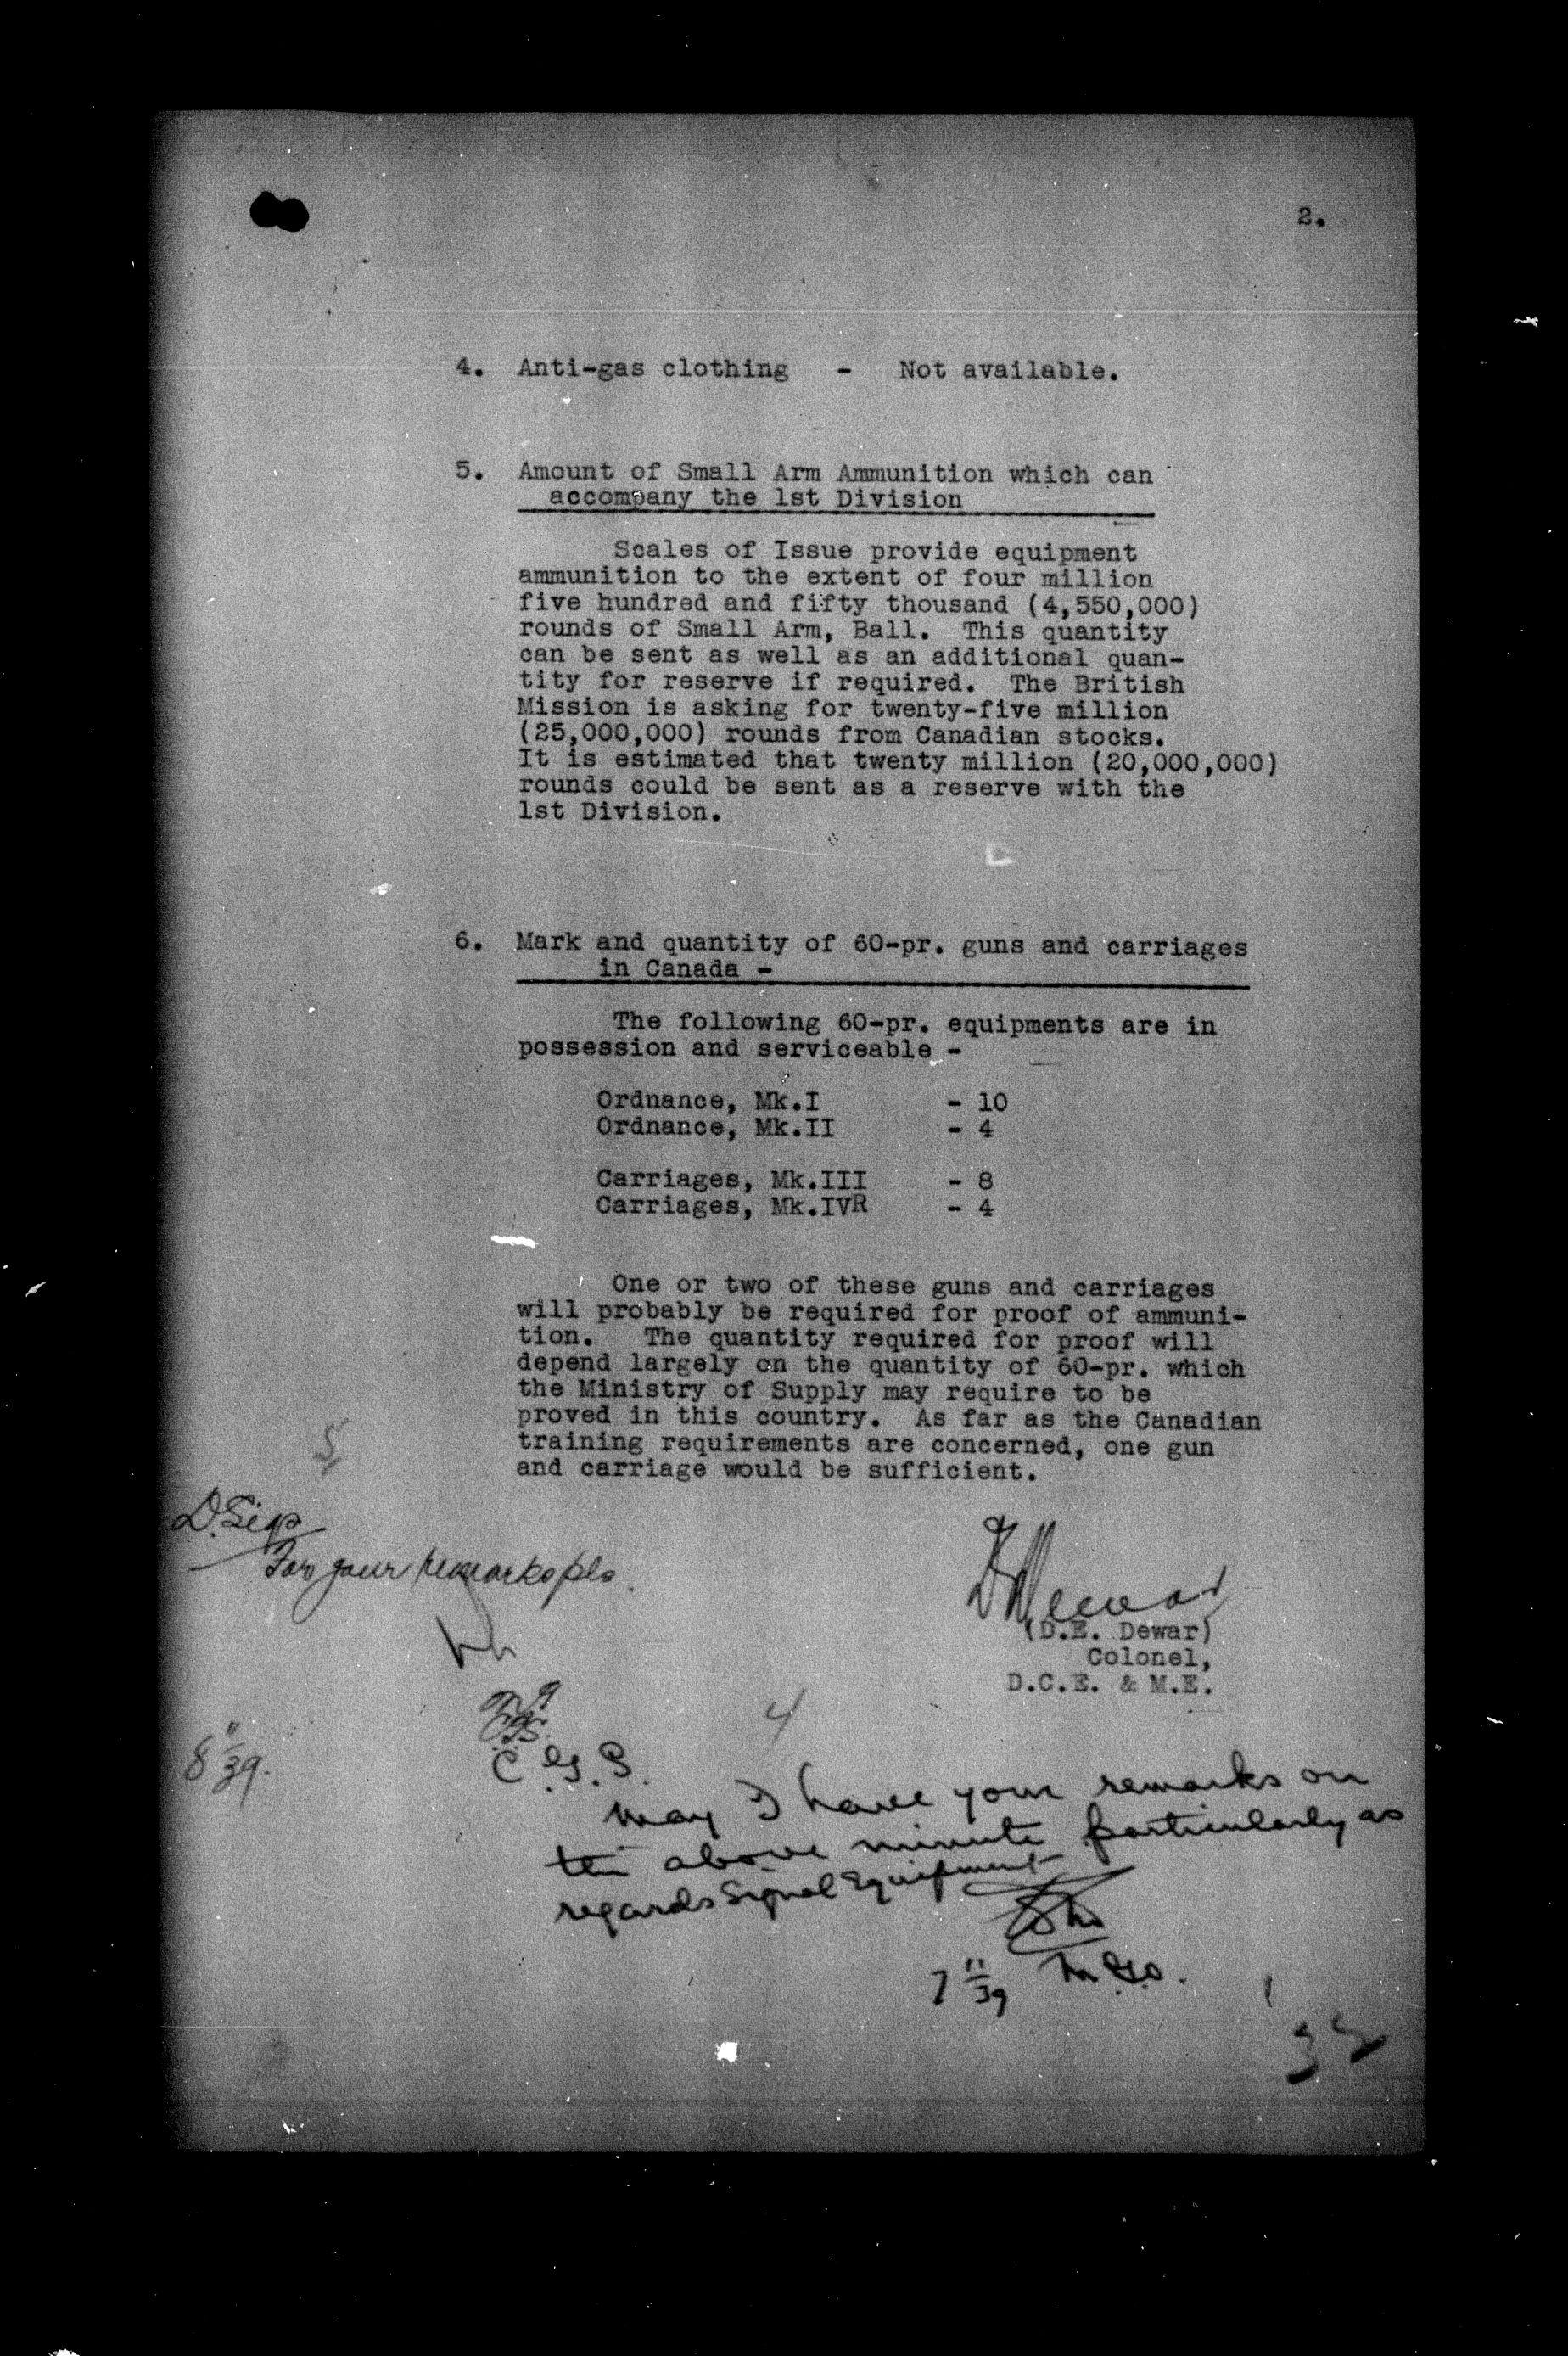 2.
4. Anti-gas clothing - Not available.
5. Amount of Small Arm Ammunition which can
accompany the 1st Division
Scales of Issue provide equipment
ammunition to the extent of four million
five hundred and fifty thousand (4,550,000)
rounds of Small Arm, Ball. This quantity
can be sent as well as an additional quan-
tity for reserve if required. The British
Mission is asking for twenty-five million
(25,000,000) rounds from Canadian stocks.
It is estimated that twenty million (20,000,000)
rounds could be sent as a reserve with the
1st Division.
6. Mark and quantity of 60-pr. guns and carriages
in Canada -
The following 60-pr. equipments are in
possession and serviceable -
Ordnance, Mk.I - 10
Ordnance, Mk.II - 4
Carriages, Mk.III - 8
Carriages, Mk.IVR - 4
One or two of these guns and carriages
will probably be required for proof of ammuni-
tion. The quantity required for proof will
depend largely on the quantity of 60-pr. which
the Ministry of Supply may require to be
proved in this country. As far as the Canadian
training requirements are concerned, one gun
and carriage would be sufficient.
5
D. Sigs
For your remarks pls.
(D.E. Dewar)
Colonel,
D.C.E. & M.E.
4
8 11/39.
C.G.S.
May I have your remarks on
the above minute particularly as
regards Signal Equipment
7 11/39 M.G.O.